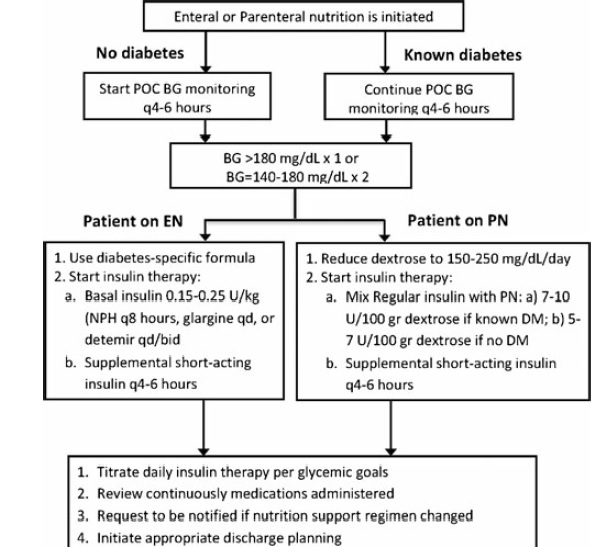 Enteral or Parenteral nutrition is initiated
No diabetes
Known diabetes
Start POC BG monitoring
q4-6 hours
Continue POC BG
monitoring q4-6 hours
BG >180 mg/dL x 1 or
BG=140-180 mg/dL x 2
Patient on EN
Patient on PN
1. Use diabetes-specific formula
2. Start insulin therapy:
a. Basal insulin 0.15-0.25 U/kg
(NPH q8 hours, glargine qd, or
detemir qd/bid
b. Supplemental short-acting
insulin q4-6 hours
1. Reduce dextrose to 150-250 mg/dL/day
2. Start insulin therapy:
a. Mix Regular insulin with PN: a) 7-10
U/100 gr dextrose if known DM; b) 5-
7 U/100 gr dextrose if no DM
b. Supplemental short-acting insulin
q4-6 hours
1. Titrate daily insulin therapy per glycemic goals
2. Review continuously medications administered
3. Request to be notified if nutrition support regimen changed
4. Initiate appropriate discharge planning